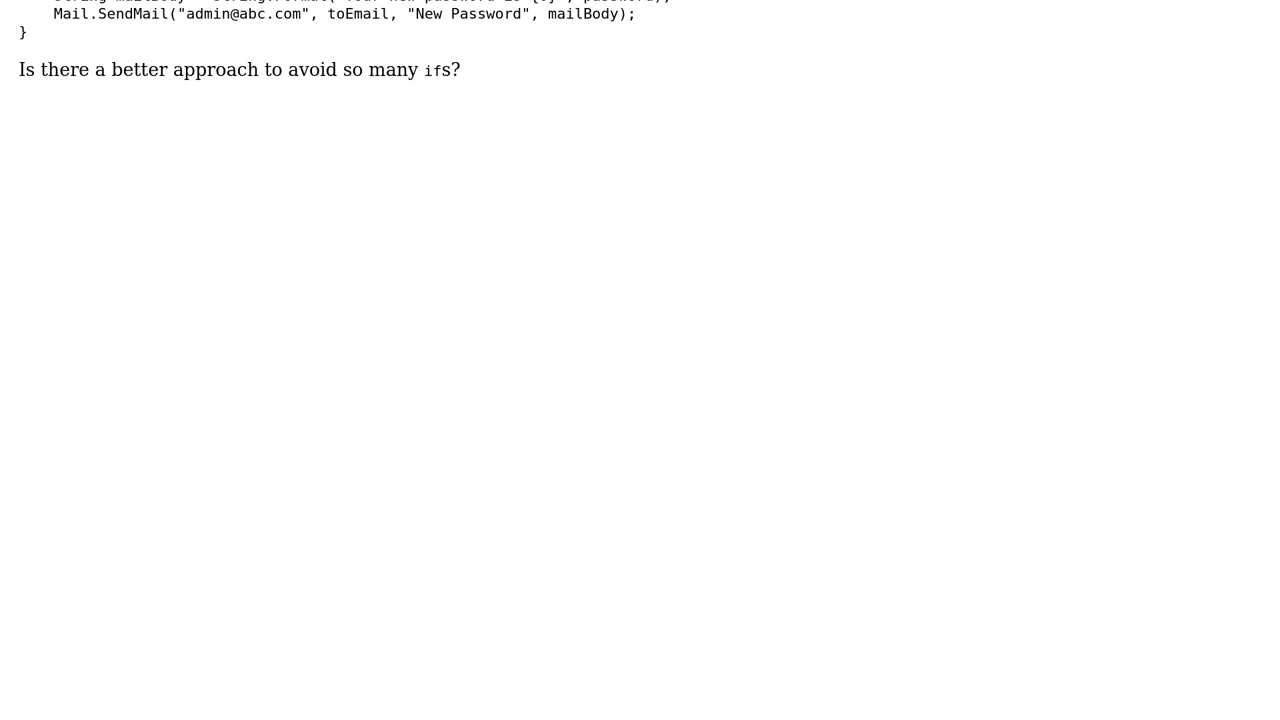 Mail.SendMail("admin@abc.com", toEmail, "New Password", mailBody);
}
Is there a better approach to avoid so many ifs?